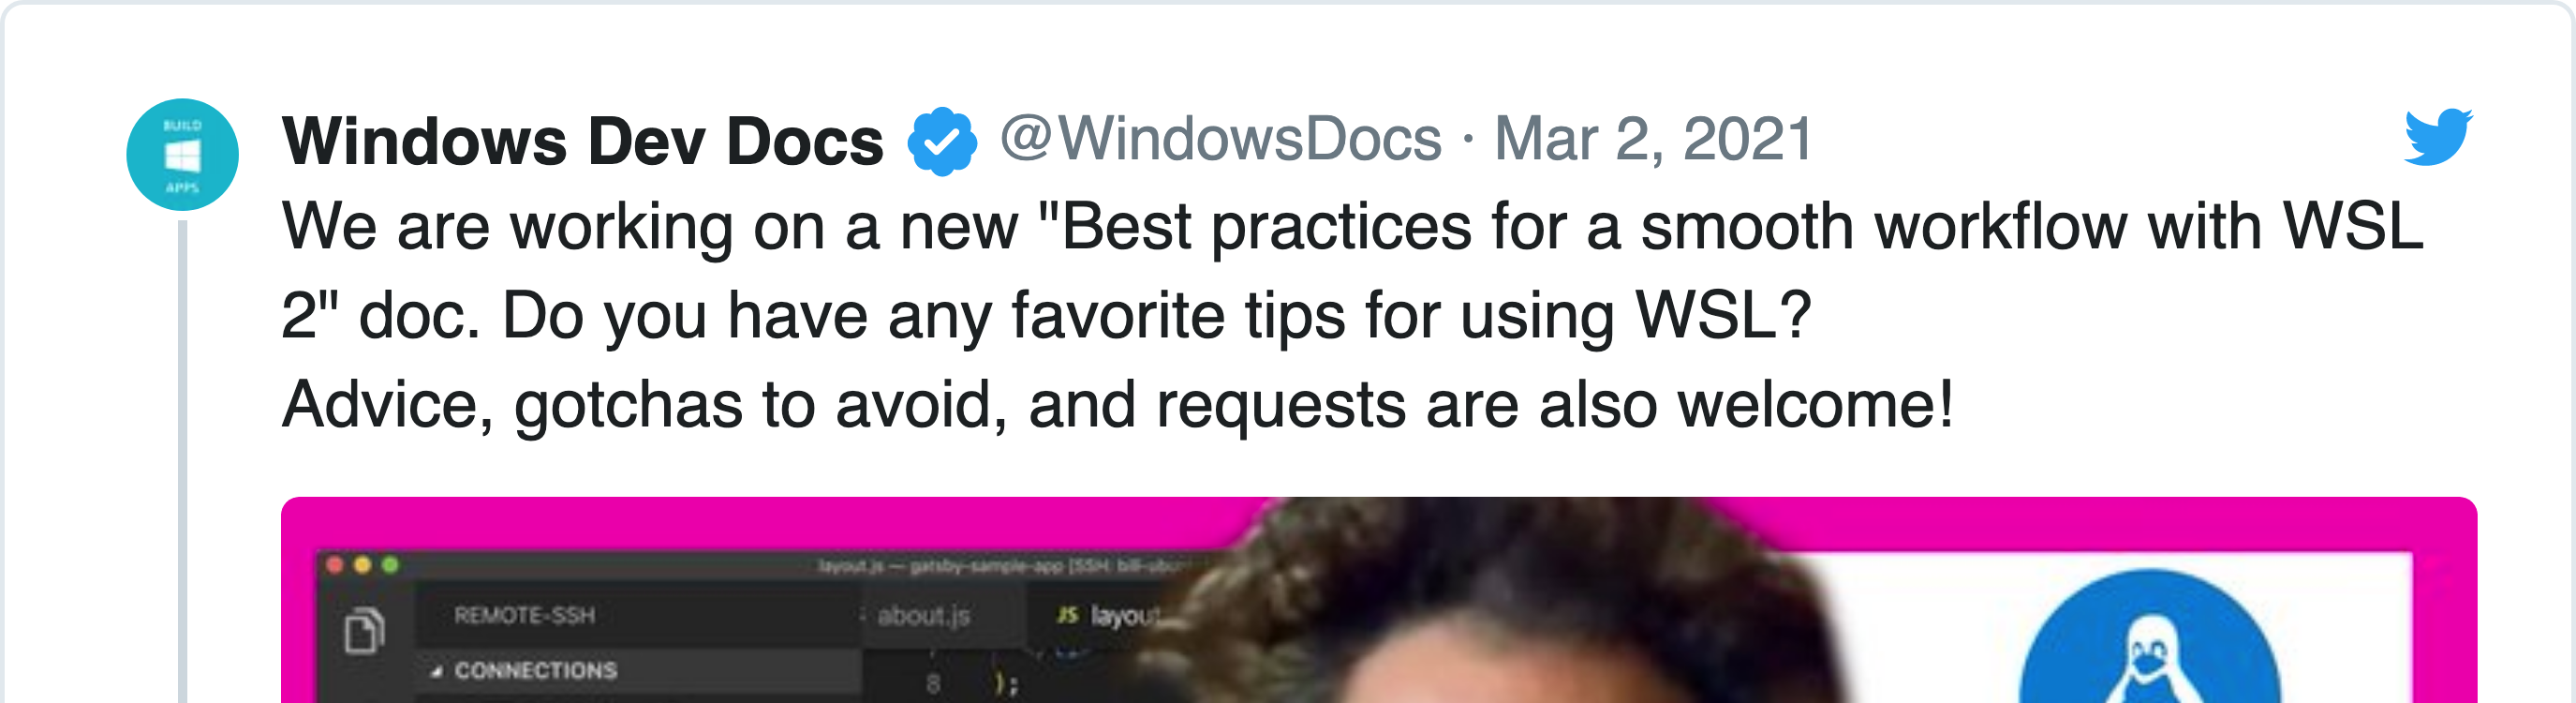 BUILD
APPS
Windows Dev Docs @WindowsDocs · Mar 2, 2021
We are working on a new "Best practices for a smooth workflow with WSL
2" doc. Do you have any favorite tips for using WSL?
Advice, gotchas to avoid, and requests are also welcome!
layout.js — gatsby-sample-app [SSH: bill-ubu
REMOTE-SSH
about.js
JS layout
CONNECTIONS
8 );